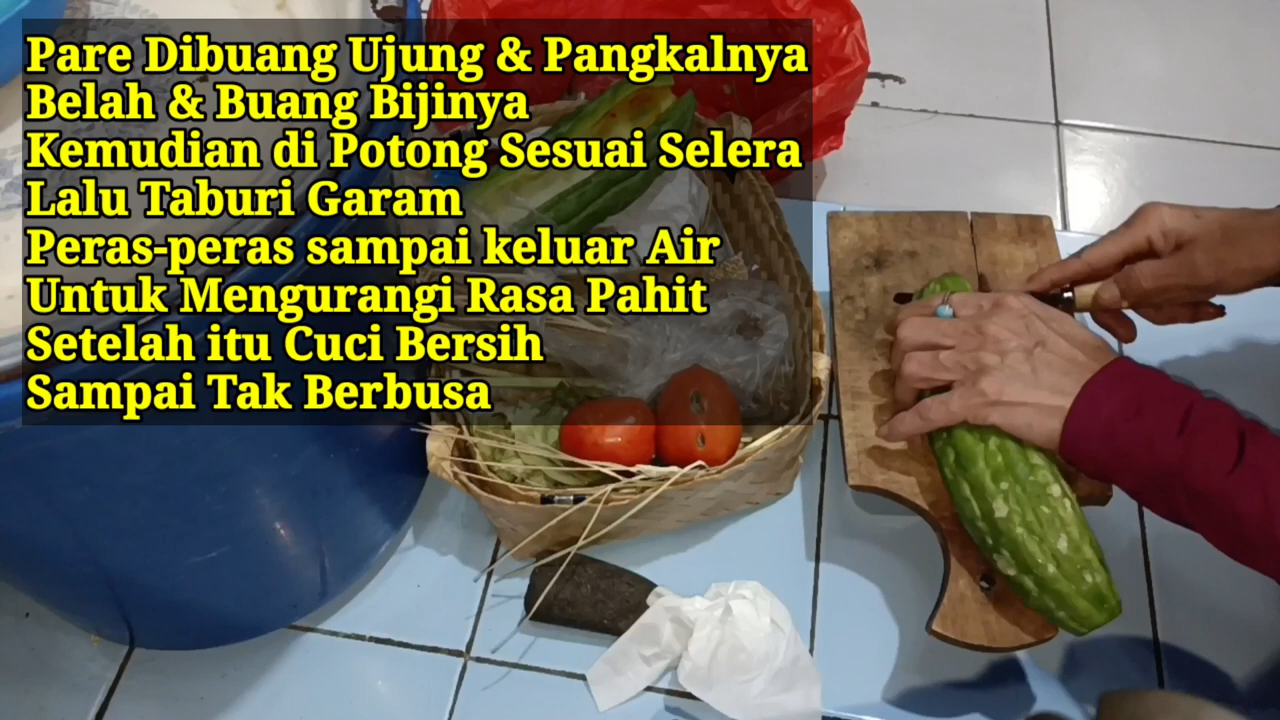 Pare Dibuang Ujung & Pangkalnya
Belah & Buang Bijinya
Kemudian di Potong Sesuai Selera
Lalu Taburi Garam
Peras-peras sampai keluar Air
Untuk Mengurangi Rasa Pahit
Setelah itu Cuci Bersih
Sampai Tak Berbusa